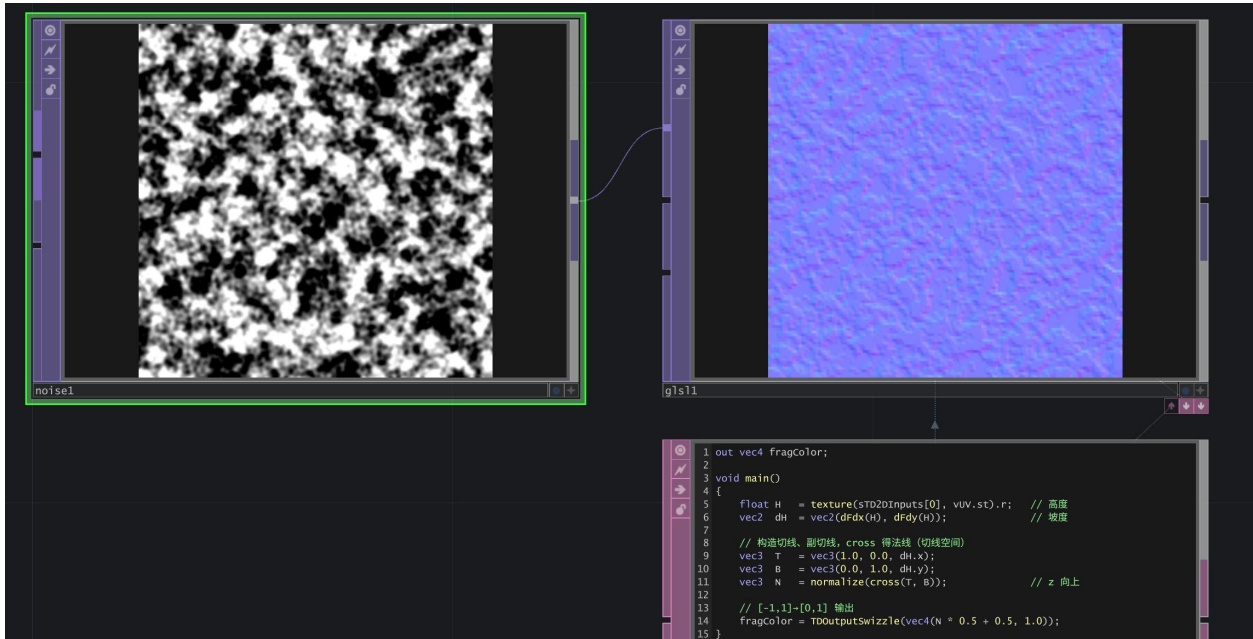 noise1
glsl1
1 out vec4 fragColor;
2
3 void main()
4 {
5     float H   = texture(sTD2DInputs[0], vUV.st).r;   // 高度
6     vec2  dH  = vec2(dFdx(H), dFdy(H));              // 坡度
7
8     // 构造切线、副切线，cross 得法线（切线空间）
9     vec3  T   = vec3(1.0, 0.0, dH.x);
10     vec3  B   = vec3(0.0, 1.0, dH.y);
11     vec3  N   = normalize(cross(T, B));              // z 向上
12
13     // [-1,1]→[0,1] 输出
14     fragColor = TDOutputSwizzle(vec4(N * 0.5 + 0.5, 1.0));
15 }